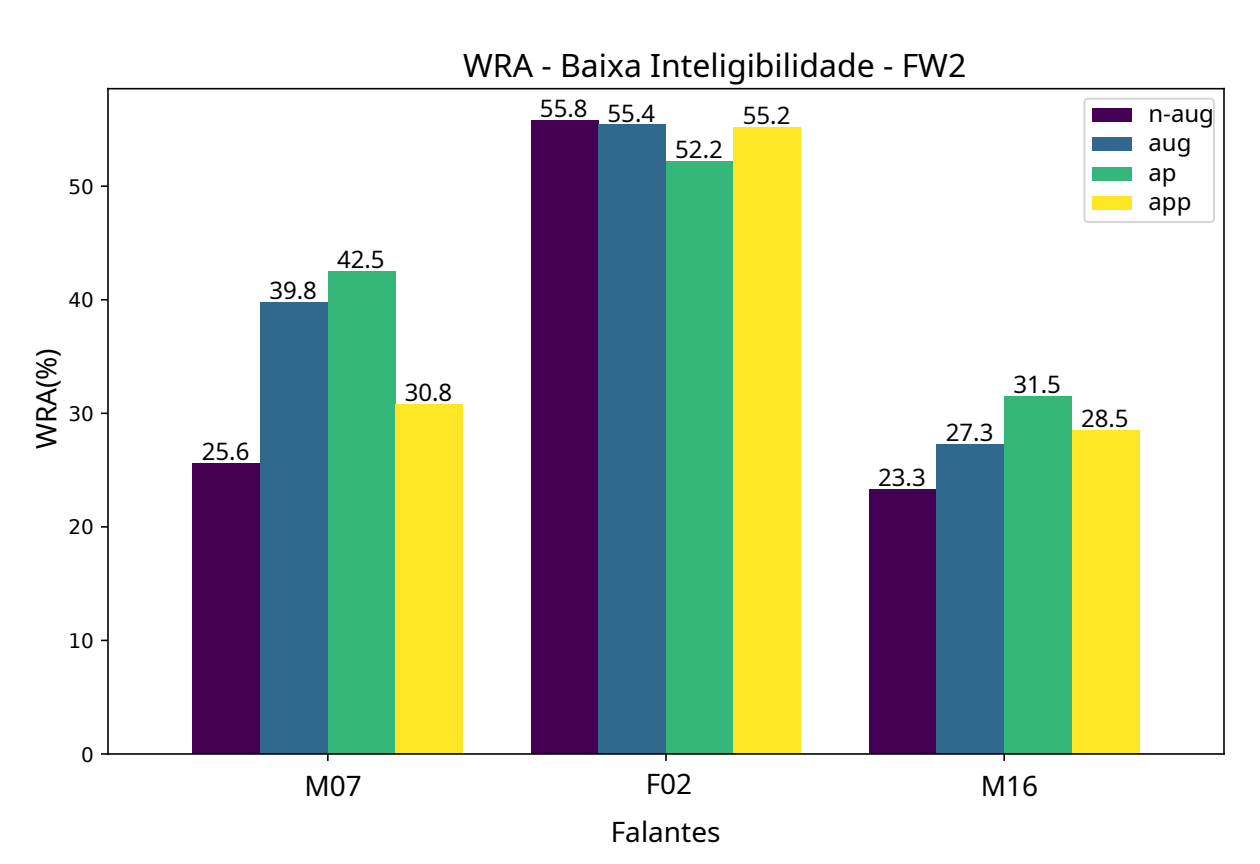 WRA - Baixa Inteligibilidade - FW2
n-aug
aug
ap
app
WRA(%)
50
40
30
20
10
0
25.6
39.8
42.5
30.8
55.8
55.4
52.2
55.2
23.3
27.3
31.5
28.5
M07
F02
M16
Falantes